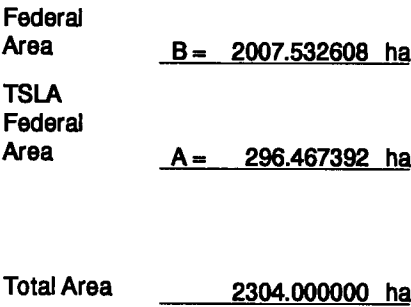 Federal
Area B = 2007.532608 ha
TSLA
Federal
Area A = 296.467392 ha
Total Area 2304.000000 ha